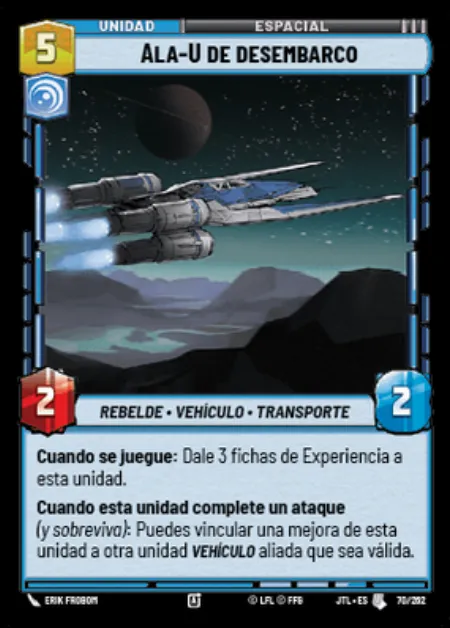 UNIDAD
ESPACIAL
5
ALA-U DE DESEMBARCO
2
REBELDE • VEHÍCULO • TRANSPORTE
2
Cuando se juegue: Dale 3 fichas de Experiencia a
esta unidad.
Cuando esta unidad complete un ataque
(y sobreviva): Puedes vincular una mejora de esta
unidad a otra unidad VEHÍCULO aliada que sea válida.
ERIK FROBOM
A
© LFL © FFG
JTL • ES
70/262